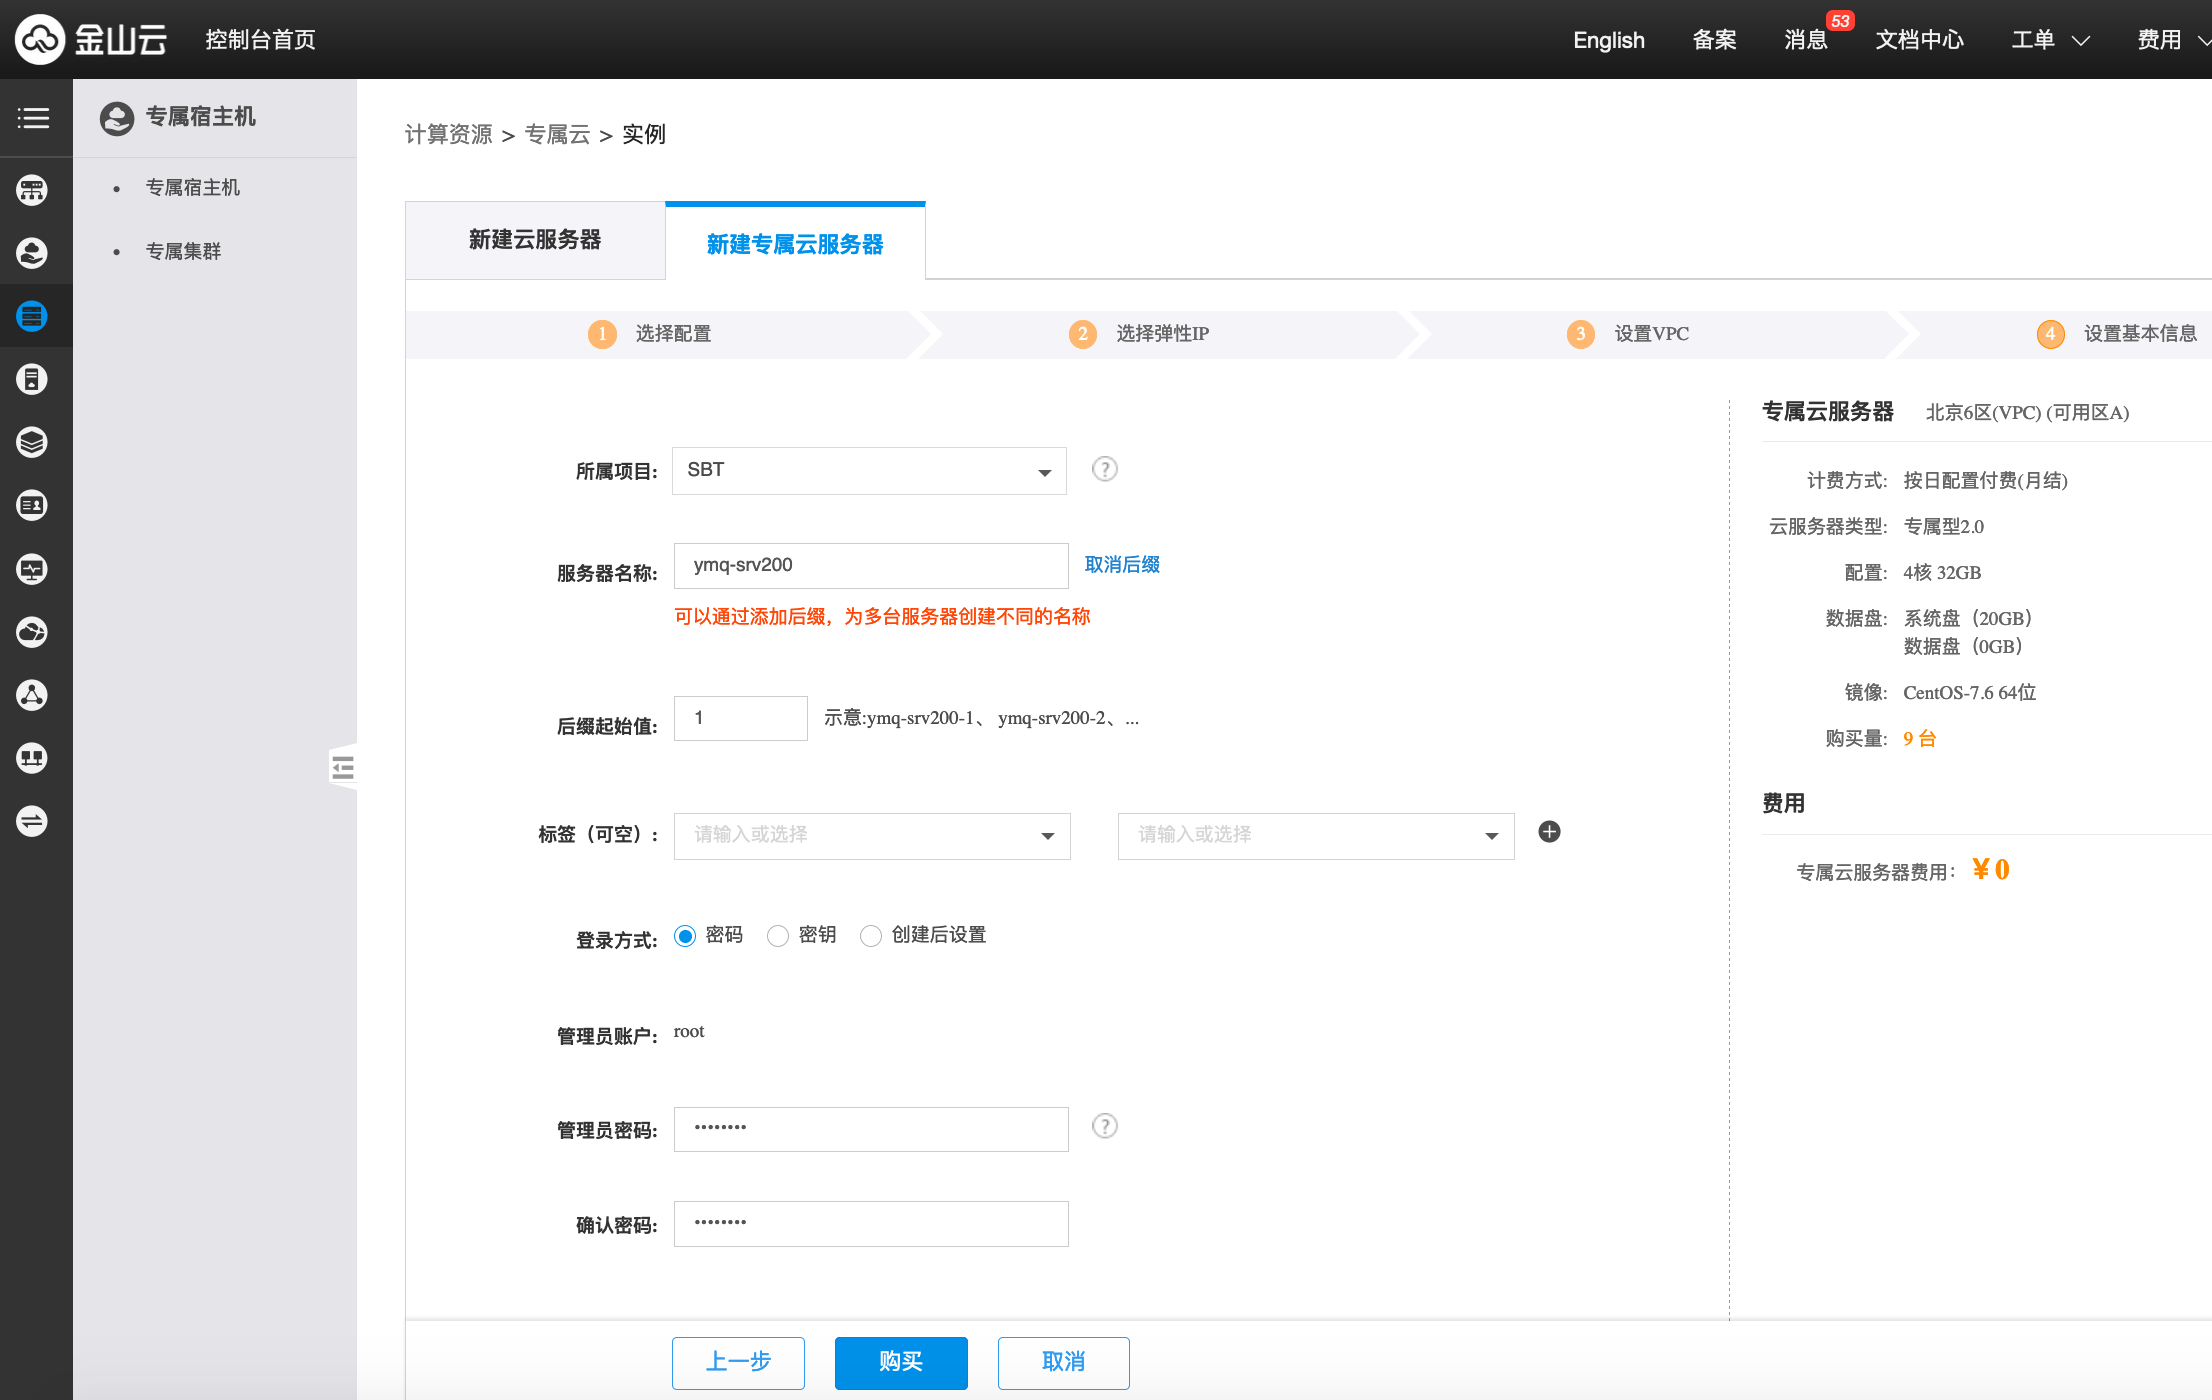 金山云 控制台首页 English 备案 消息 53 文档中心 工单 费用
专属宿主机
专属宿主机
专属集群
计算资源 > 专属云 > 实例
新建云服务器 新建专属云服务器
1 选择配置 2 选择弹性IP 3 设置VPC 4 设置基本信息
所属项目: SBT ?
服务器名称: ymq-srv200 取消后缀
可以通过添加后缀，为多台服务器创建不同的名称
后缀起始值: 1 示意:ymq-srv200-1、 ymq-srv200-2、...
标签（可空）: 请输入或选择 请输入或选择
登录方式: 密码 密钥 创建后设置
管理员账户: root
管理员密码: •••••••• ?
确认密码: ••••••••
上一步 购买 取消
专属云服务器 北京6区(VPC) (可用区A)
计费方式: 按日配置付费(月结)
云服务器类型: 专属型2.0
配置: 4核 32GB
数据盘: 系统盘（20GB）
数据盘（0GB）
镜像: CentOS-7.6 64位
购买量: 9 台
费用
专属云服务器费用: ¥0